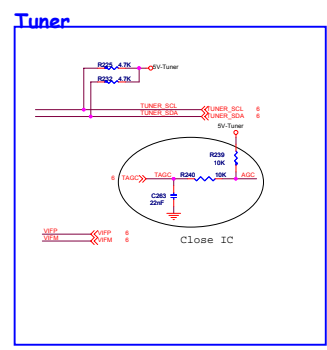 Tuner
R225 4.7K
5V-Tuner
R232 4.7K
TUNER_SCL TUNER_SCL 6
TUNER_SDA TUNER_SDA 6
5V-Tuner
R239
10K
6 TAGC TAGC R240 10K AGC
C263
22nF
VIFP VIFP 6
VIFM VIFM 6
Close IC